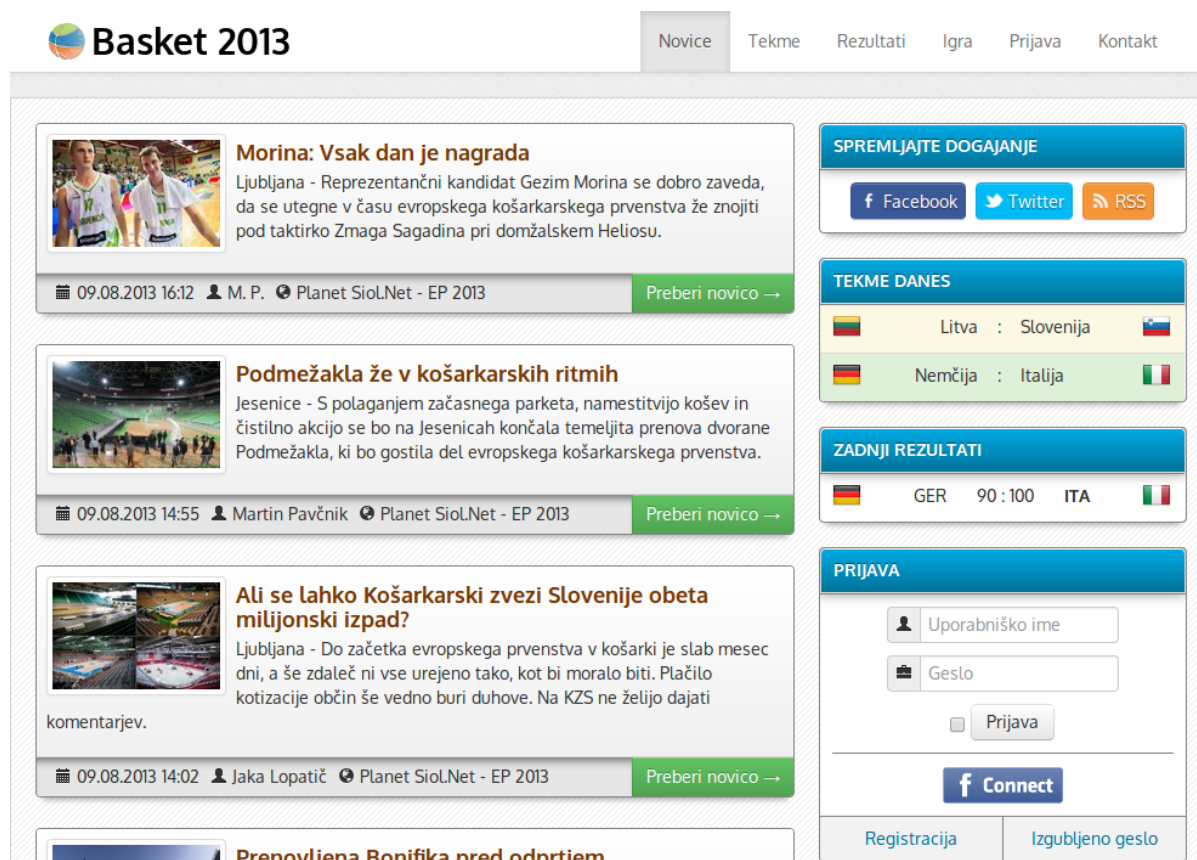 Basket 2013
Novice Tekme Rezultati Igra Prijava Kontakt
Morina: Vsak dan je nagrada
Ljubljana - Reprezentančni kandidat Gezim Morina se dobro zaveda,
da se utegne v času evropskega košarkarskega prvenstva že znojiti
pod taktirko Zmaga Sagadina pri domžalskem Heliosu.
09.08.2013 16:12 M. P. Planet Siol.Net - EP 2013 Preberi novico →
Podmežakla že v košarkarskih ritmih
Jesenice - S polaganjem začasnega parketa, namestitvijo košev in
čistilno akcijo se bo na Jesenicah končala temeljita prenova dvorane
Podmežakla, ki bo gostila del evropskega košarkarskega prvenstva.
09.08.2013 14:55 Martin Pavčnik Planet Siol.Net - EP 2013 Preberi novico →
Ali se lahko Košarkarski zvezi Slovenije obeta
milijonski izpad?
Ljubljana - Do začetka evropskega prvenstva v košarki je slab mesec
dni, a še zdaleč ni vse urejeno tako, kot bi moralo biti. Plačilo
kotizacije občin še vedno buri duhove. Na KZS ne želijo dajati
komentarjev.
09.08.2013 14:02 Jaka Lopatič Planet Siol.Net - EP 2013 Preberi novico →
Prenovljena Bonifika pred odprtjem
SPREMLJAJTE DOGAJANJE
Facebook Twitter RSS
TEKME DANES
Litva : Slovenija
Nemčija : Italija
ZADNJI REZULTATI
GER 90 : 100 ITA
PRIJAVA
Uporabniško ime
Geslo
Prijava
f Connect
Registracija Izgubljeno geslo